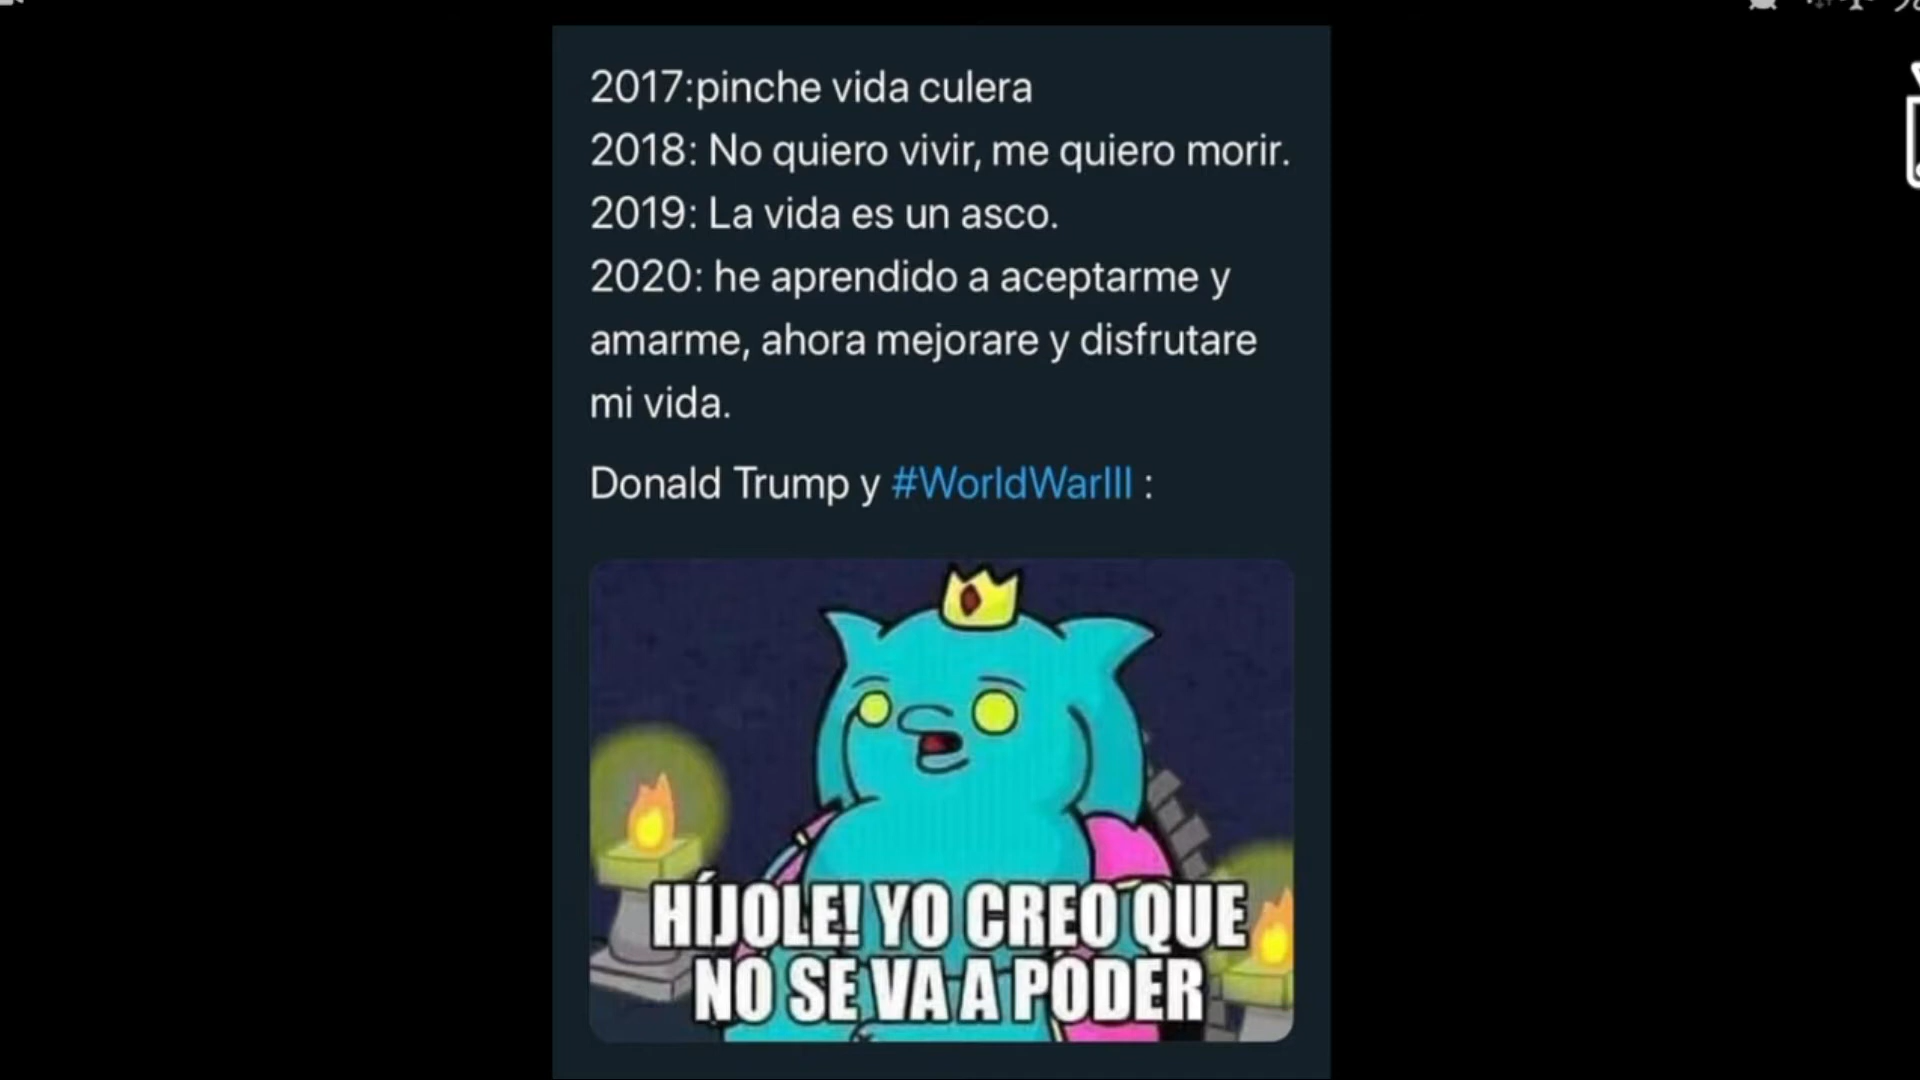 2017:pinche vida culera
2018: No quiero vivir, me quiero morir.
2019: La vida es un asco.
2020: he aprendido a aceptarme y
amarme, ahora mejorare y disfrutare
mi vida.
Donald Trump y #WorldWarIII :
HÍJOLE! YO CREO QUE
NO SE VA A PODER